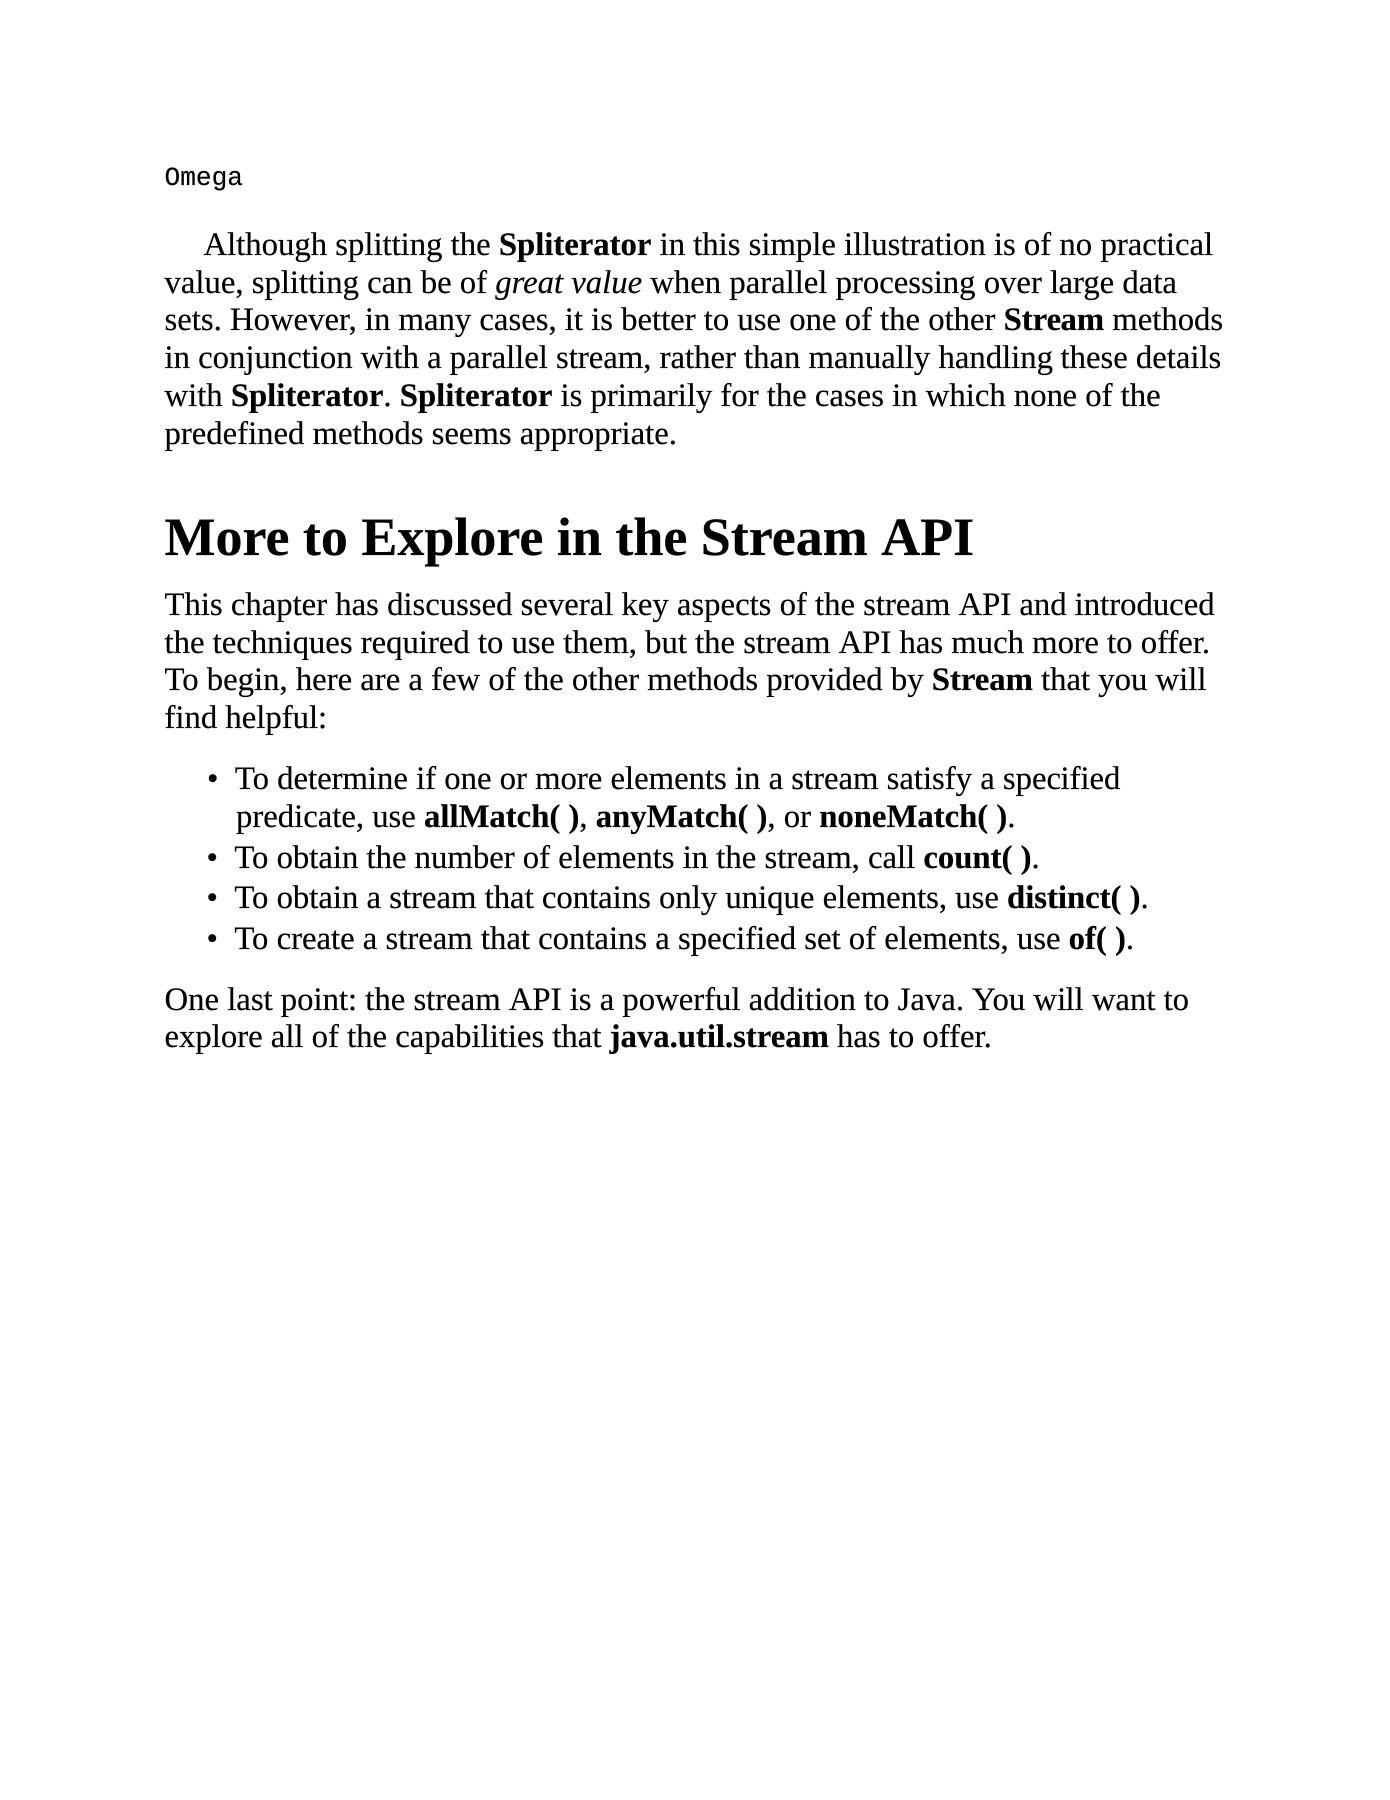 Omega
Although splitting the Spliterator in this simple illustration is of no practical
value, splitting can be of great value when parallel processing over large data
sets. However, in many cases, it is better to use one of the other Stream methods
in conjunction with a parallel stream, rather than manually handling these details
with Spliterator. Spliterator is primarily for the cases in which none of the
predefined methods seems appropriate.
More to Explore in the Stream API
This chapter has discussed several key aspects of the stream API and introduced
the techniques required to use them, but the stream API has much more to offer.
To begin, here are a few of the other methods provided by Stream that you will
find helpful:
• To determine if one or more elements in a stream satisfy a specified
predicate, use allMatch( ), anyMatch( ), or noneMatch( ).
• To obtain the number of elements in the stream, call count( ).
• To obtain a stream that contains only unique elements, use distinct( ).
• To create a stream that contains a specified set of elements, use of( ).
One last point: the stream API is a powerful addition to Java. You will want to
explore all of the capabilities that java.util.stream has to offer.